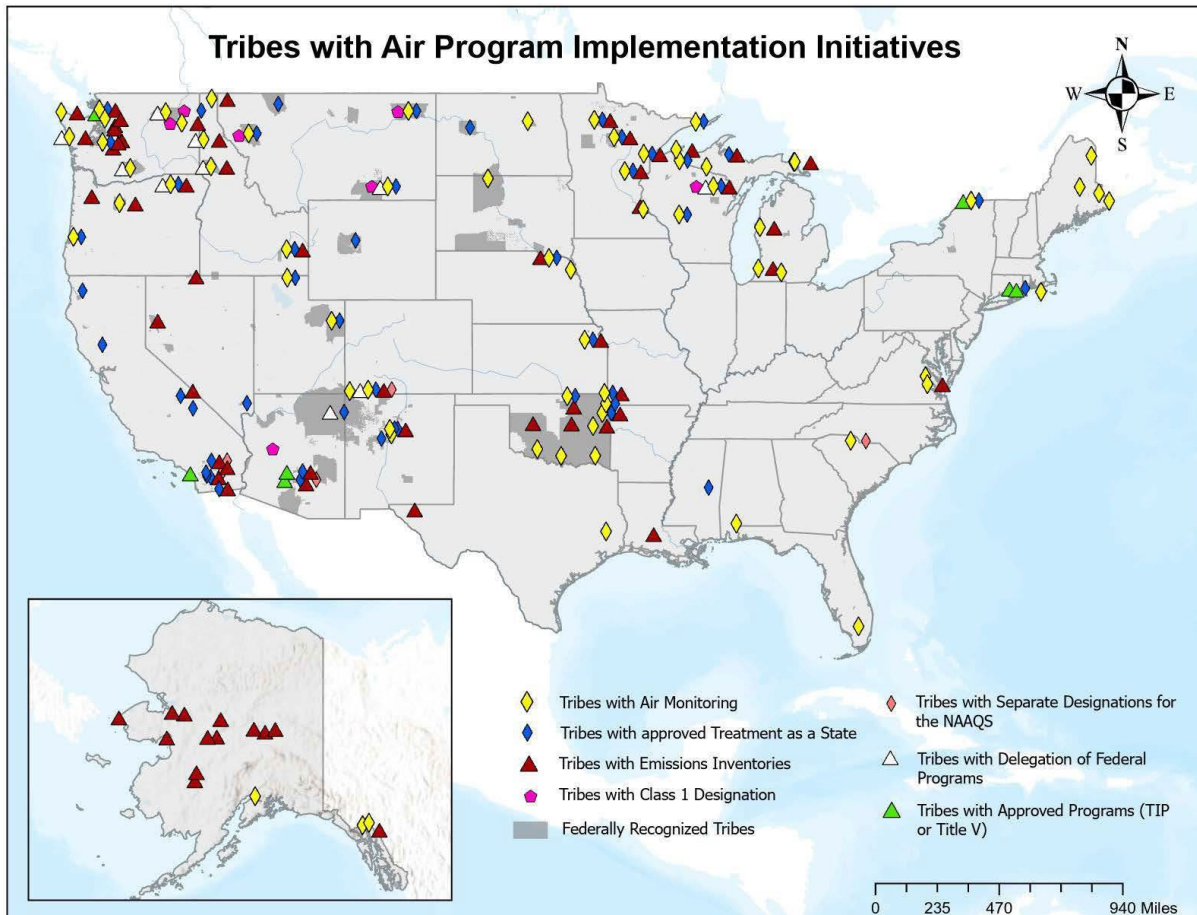 Tribes with Air Program Implementation Initiatives
N
W
E
S
Tribes with Air Monitoring
Tribes with approved Treatment as a State
Tribes with Emissions Inventories
Tribes with Class 1 Designation
Federally Recognized Tribes
Tribes with Separate Designations for
the NAAQS
Tribes with Delegation of Federal
Programs
Tribes with Approved Programs (TIP
or Title V)
0 235 470 940 Miles